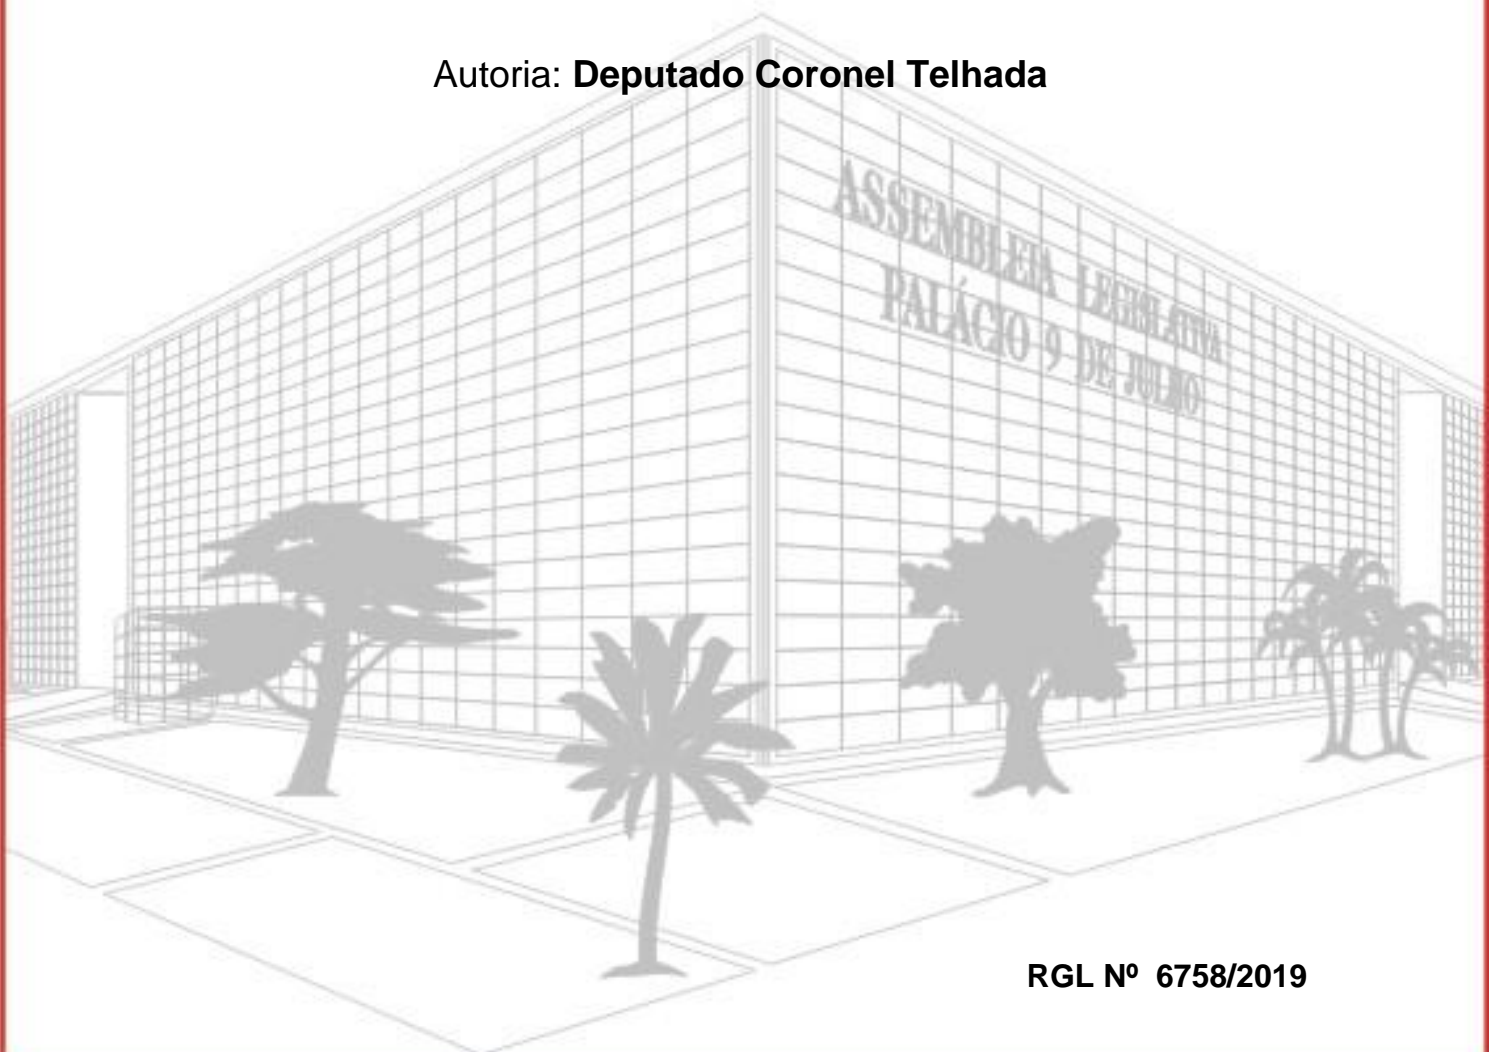 Autoria: Deputado Coronel Telhada
ASSEMBLEIA LEGISLATIVA
PALÁCIO 9 DE JULHO
RGL Nº 6758/2019